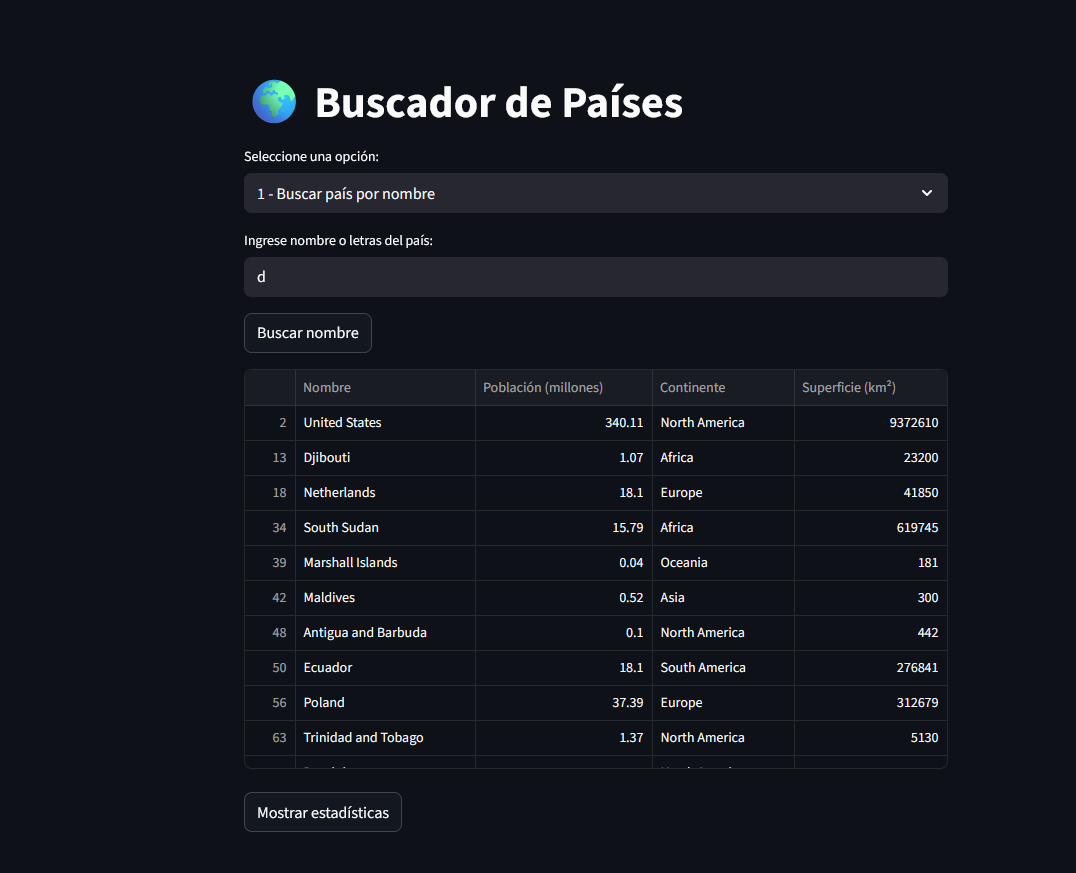 Buscador de Países
Seleccione una opción:
1 - Buscar país por nombre
Ingrese nombre o letras del país:
d
Buscar nombre
Nombre Población (millones) Continente Superficie (km²)
2 United States 340.11 North America 9372610
13 Djibouti 1.07 Africa 23200
18 Netherlands 18.1 Europe 41850
34 South Sudan 15.79 Africa 619745
39 Marshall Islands 0.04 Oceania 181
42 Maldives 0.52 Asia 300
48 Antigua and Barbuda 0.1 North America 442
50 Ecuador 18.1 South America 276841
56 Poland 37.39 Europe 312679
63 Trinidad and Tobago 1.37 North America 5130
Mostrar estadísticas